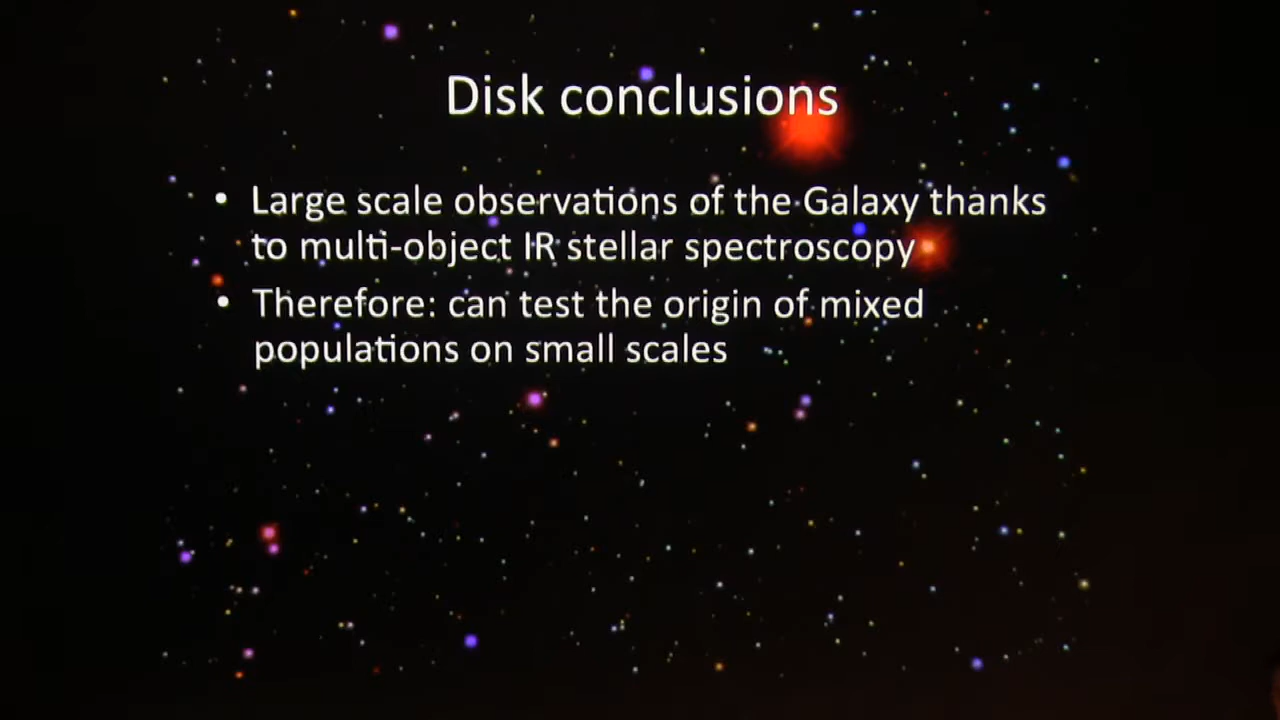 Disk conclusions
• Large scale observations of the Galaxy thanks
to multi-object IR stellar spectroscopy
• Therefore: can test the origin of mixed
populations on small scales